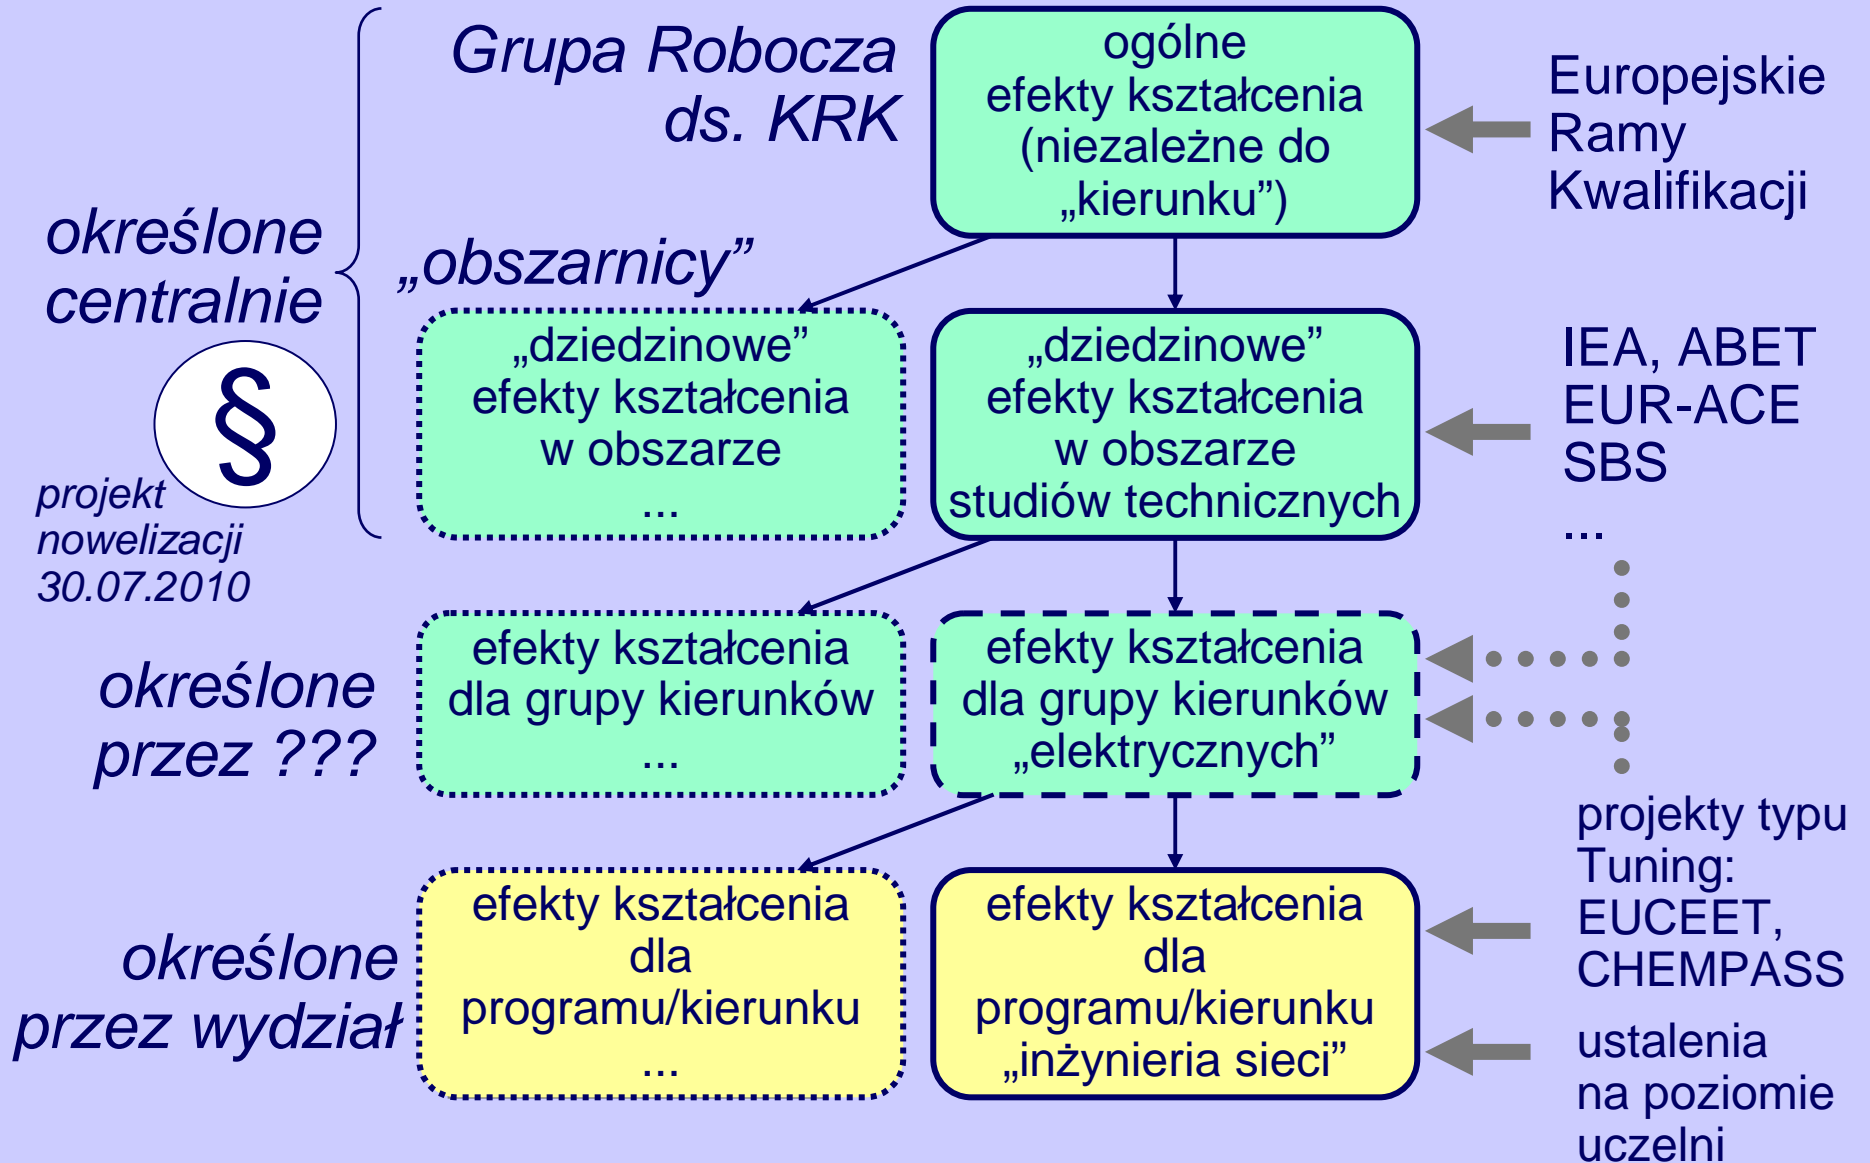 Grupa Robocza
ds. KRK
ogólne
efekty kształcenia
(niezależne do
„kierunku”)
Europejskie
Ramy
Kwalifikacji
określone
centralnie
„obszarnicy”
§
projekt
nowelizacji
30.07.2010
„dziedzinowe”
efekty kształcenia
w obszarze
...
„dziedzinowe”
efekty kształcenia
w obszarze
studiów technicznych
IEA, ABET
EUR-ACE
SBS
...
określone
przez ???
efekty kształcenia
dla grupy kierunków
...
efekty kształcenia
dla grupy kierunków
„elektrycznych”
projekty typu
Tuning:
EUCEET,
CHEMPASS
określone
przez wydział
efekty kształcenia
dla
programu/kierunku
...
efekty kształcenia
dla
programu/kierunku
„inżynieria sieci”
ustalenia
na poziomie
uczelni